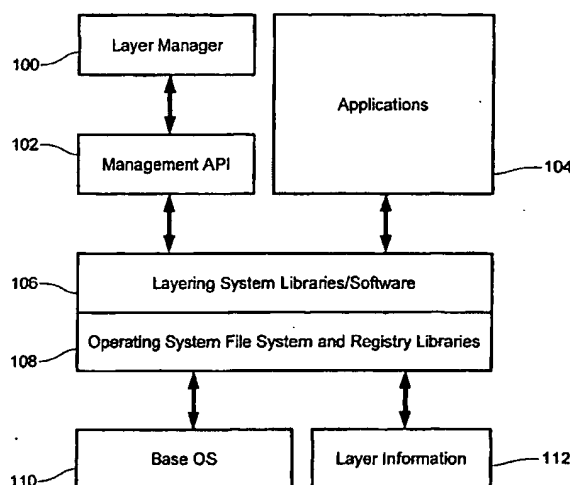 100
Layer Manager
Applications
102
Management API
104
106
Layering System Libraries/Software
108
Operating System File System and Registry Libraries
110
Base OS
Layer Information
112